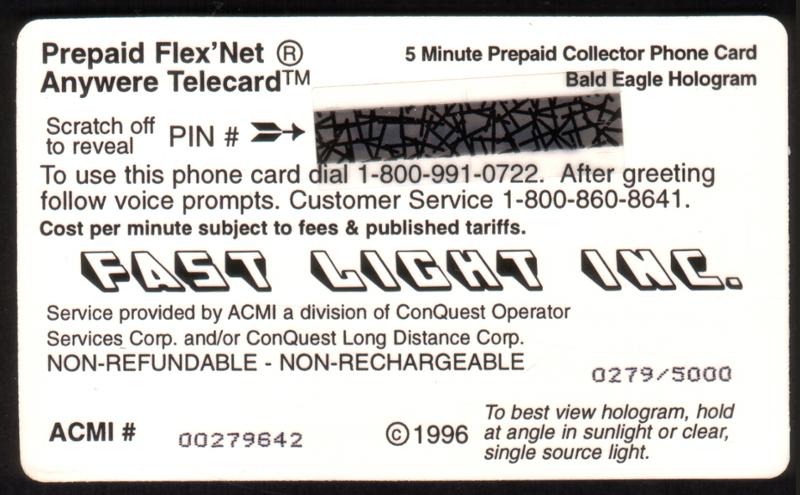 Prepaid Flex'Net ®
Anywere Telecard™
5 Minute Prepaid Collector Phone Card
Bald Eagle Hologram
Scratch off
to reveal
PIN #
To use this phone card dial 1-800-991-0722. After greeting
follow voice prompts. Customer Service 1-800-860-8641.
Cost per minute subject to fees & published tariffs.
FAST LIGHT INC.
Service provided by ACMI a division of ConQuest Operator
Services Corp. and/or ConQuest Long Distance Corp.
NON-REFUNDABLE - NON-RECHARGEABLE
0279/5000
ACMI # 00279642
©1996
To best view hologram, hold
at angle in sunlight or clear,
single source light.